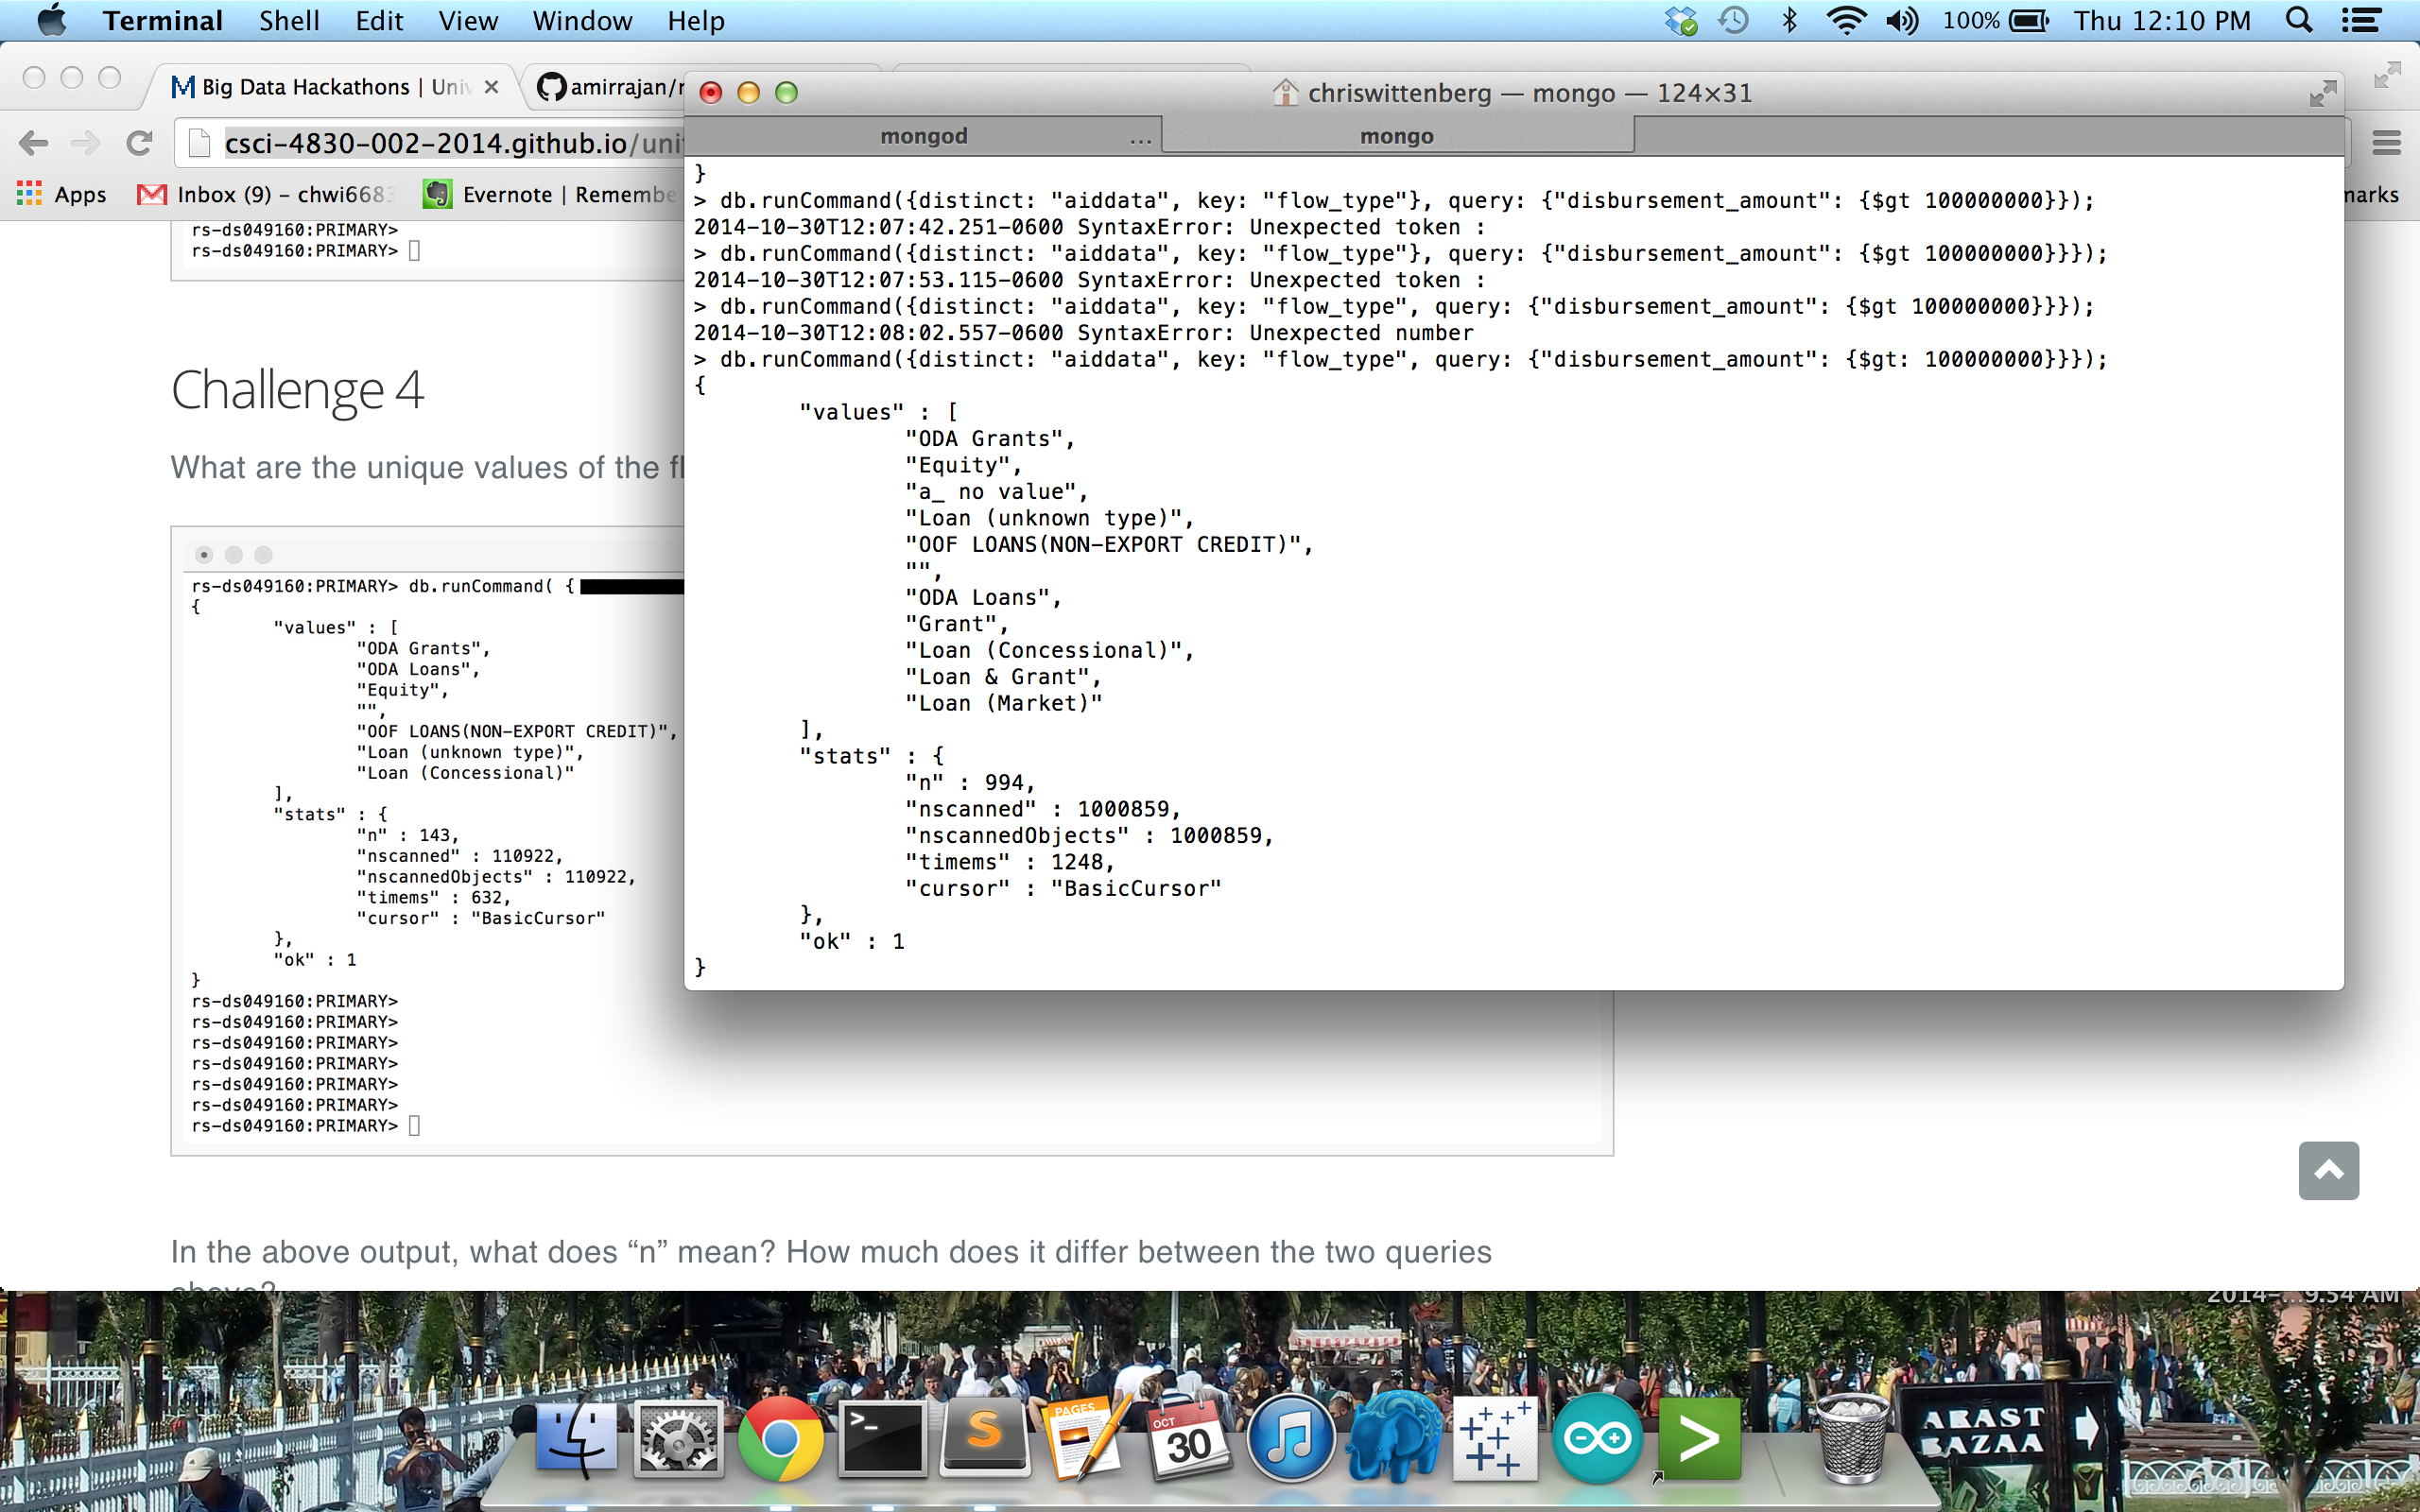 Terminal Shell Edit View Window Help 100% Thu 12:10 PM
Big Data Hackathons | Univ
amirrajan/r
csci-4830-002-2014.github.io/uni
Apps Inbox (9) – chwi6683 Evernote | Remembe marks
rs-ds049160:PRIMARY>
rs-ds049160:PRIMARY>
Challenge 4
What are the unique values of the fl
rs-ds049160:PRIMARY> db.runCommand( {
{
"values" : [
"ODA Grants",
"ODA Loans",
"Equity",
"",
"OOF LOANS(NON-EXPORT CREDIT)",
"Loan (unknown type)",
"Loan (Concessional)"
],
"stats" : {
"n" : 143,
"nscanned" : 110922,
"nscannedObjects" : 110922,
"timems" : 632,
"cursor" : "BasicCursor"
},
"ok" : 1
}
rs-ds049160:PRIMARY>
rs-ds049160:PRIMARY>
rs-ds049160:PRIMARY>
rs-ds049160:PRIMARY>
rs-ds049160:PRIMARY>
rs-ds049160:PRIMARY>
rs-ds049160:PRIMARY>
In the above output, what does “n” mean? How much does it differ between the two queries
above?
chriswittenberg — mongo — 124×31
mongod ... mongo
}
> db.runCommand({distinct: "aiddata", key: "flow_type"}, query: {"disbursement_amount": {$gt 100000000}});
2014-10-30T12:07:42.251-0600 SyntaxError: Unexpected token :
> db.runCommand({distinct: "aiddata", key: "flow_type"}, query: {"disbursement_amount": {$gt 100000000}}});
2014-10-30T12:07:53.115-0600 SyntaxError: Unexpected token :
> db.runCommand({distinct: "aiddata", key: "flow_type", query: {"disbursement_amount": {$gt 100000000}}});
2014-10-30T12:08:02.557-0600 SyntaxError: Unexpected number
> db.runCommand({distinct: "aiddata", key: "flow_type", query: {"disbursement_amount": {$gt: 100000000}}});
{
"values" : [
"ODA Grants",
"Equity",
"a_ no value",
"Loan (unknown type)",
"OOF LOANS(NON-EXPORT CREDIT)",
"",
"ODA Loans",
"Grant",
"Loan (Concessional)",
"Loan & Grant",
"Loan (Market)"
],
"stats" : {
"n" : 994,
"nscanned" : 1000859,
"nscannedObjects" : 1000859,
"timems" : 1248,
"cursor" : "BasicCursor"
},
"ok" : 1
}
2014-...9.54 AM
PAGES
OCT
30
ARAST
BAZAA